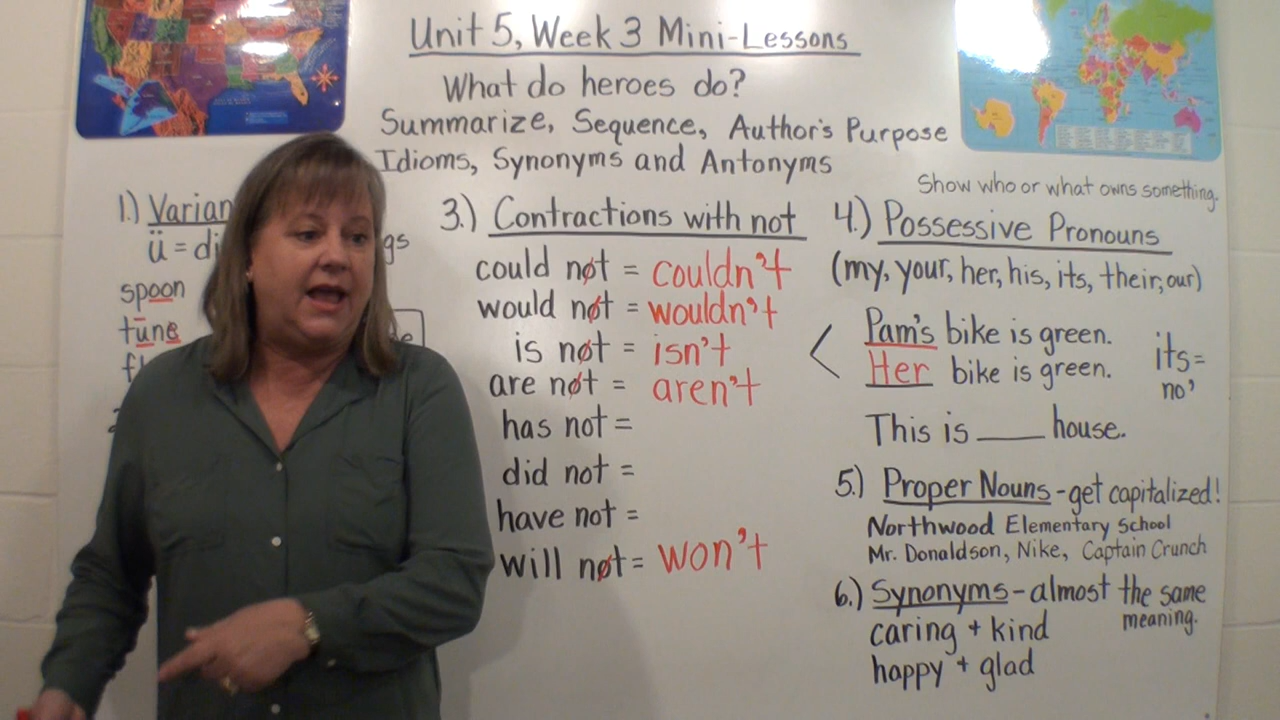 Unit 5, Week 3 Mini-Lessons
What do heroes do?
Summarize, Sequence, Author's Purpose
Idioms, Synonyms and Antonyms
1.)
ü =
spoon
tune
3.) Contractions with not
could not = couldn't
would not = wouldn't
is not = isn't
are not = aren't
has not =
did not =
have not =
will not = won't
Show who or what owns something.
4.) Possessive Pronouns
(my, your, her, his, its, their, our)
Pam's bike is green.
Her bike is green.
its =
no'
This is ____ house.
5.) Proper Nouns - get capitalized!
Northwood Elementary School
Mr. Donaldson, Nike, Captain Crunch
6.) Synonyms - almost the same
meaning.
caring + kind
happy + glad